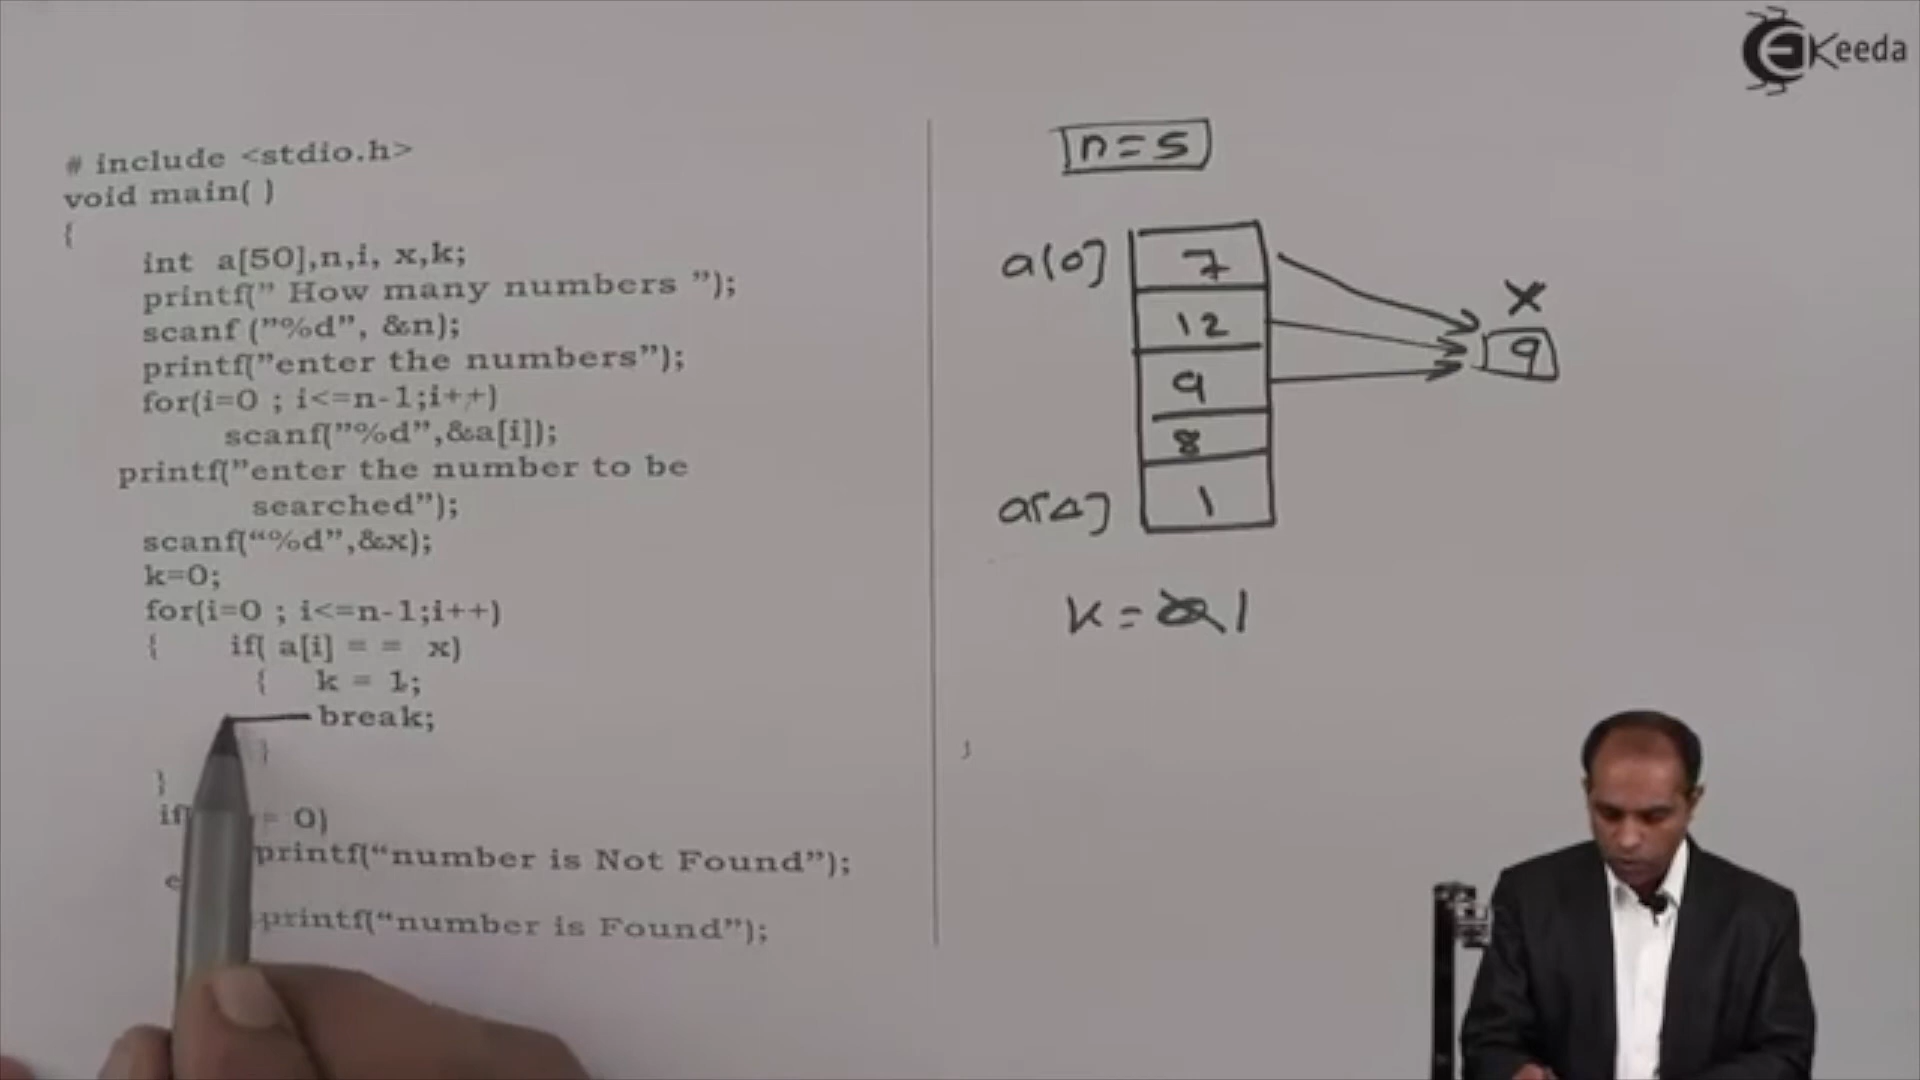 Keeda
# include <stdio.h>
void main( )
{
int a[50],n,i, x,k;
printf(" How many numbers ");
scanf ("%d", &n);
printf("enter the numbers");
for(i=0 ; i<=n-1;i++)
scanf("%d",&a[i]);
printf("enter the number to be
searched");
scanf("%d",&x);
k=0;
for(i=0 ; i<=n-1;i++)
{ if( a[i] = = x)
{ k = 1;
break;
}
}
if = 0)
printf("number is Not Found");
e
printf("number is Found");
n=5
a[0] 7
12
9
8
a[4] 1
X
9
k = 1
}